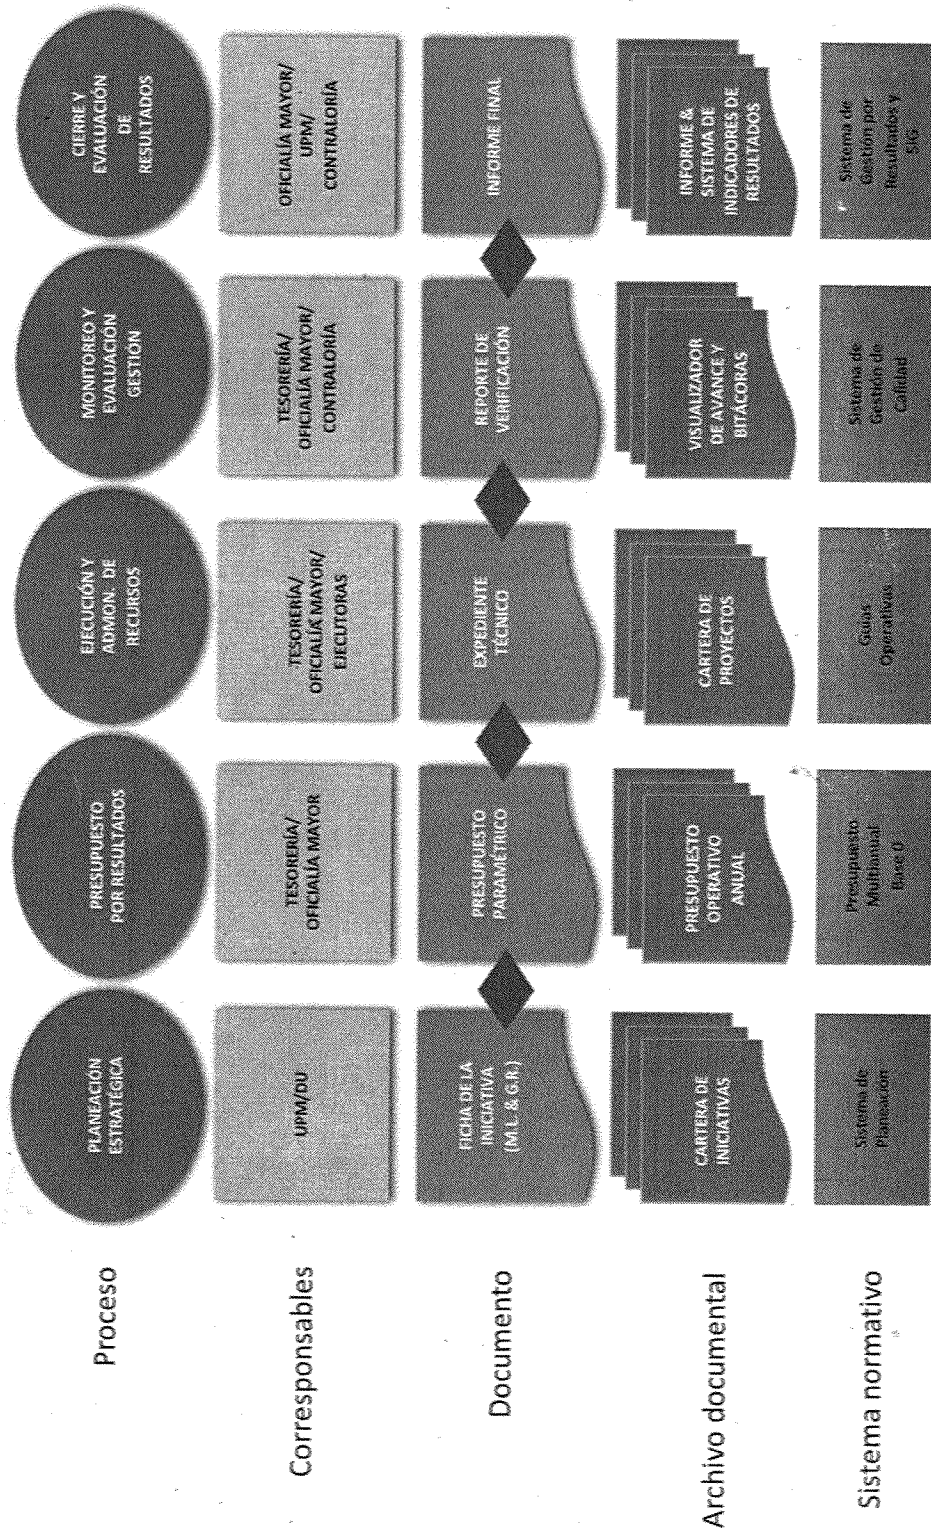 Proceso
PLANEACIÓN
ESTRATÉGICA
PRESUPUESTO
POR RESULTADOS
EJECUCIÓN Y
ADMON. DE
RECURSOS
MONITOREO Y
EVALUACIÓN
GESTIÓN
CIERRE Y
EVALUACIÓN
DE
RESULTADOS
Corresponsables
UPM/DU
TESORERÍA/
OFICIALÍA MAYOR
TESORERÍA/
OFICIALÍA MAYOR/
EJECUTORAS
TESORERÍA/
OFICIALÍA MAYOR/
CONTRALORÍA
OFICIALÍA MAYOR/
UPM/
CONTRALORÍA
Documento
FICHA DE LA
INICIATIVA
(M.L. & G.R.)
PRESUPUESTO
PARAMÉTRICO
EXPEDIENTE
TÉCNICO
REPORTE DE
VERIFICACIÓN
INFORME FINAL
Archivo documental
CARTERA DE
INICIATIVAS
PRESUPUESTO
OPERATIVO
ANUAL
CARTERA DE
PROYECTOS
VISUALIZADOR
DE AVANCE Y
BITÁCORAS
INFORME &
SISTEMA DE
INDICADORES DE
RESULTADOS
Sistema normativo
Sistema de
Planeación
Presupuesto
Multianual
Base 0
Guías
Operativas
Sistema de
Gestión de
Calidad
Sistema de
Gestión por
Resultados y
SIG